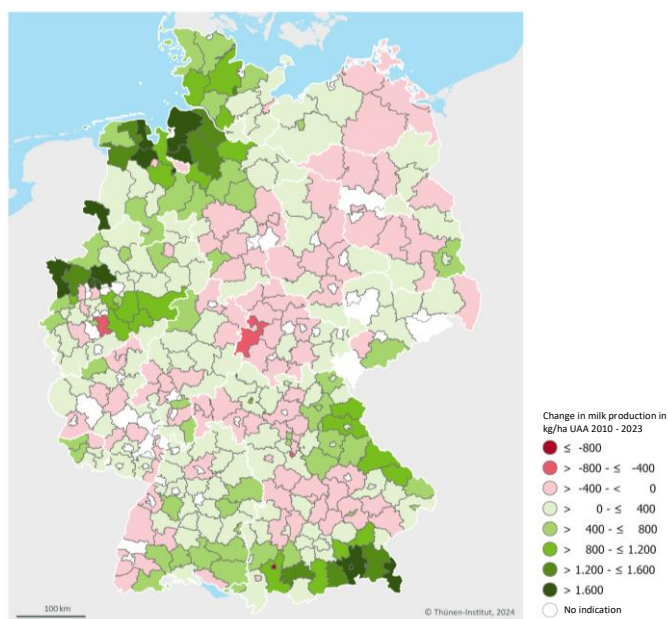 Change in milk production in
kg/ha UAA 2010 - 2023
≤ -800
> -800 - ≤ -400
> -400 - < 0
> 0 - ≤ 400
> 400 - ≤ 800
> 800 - ≤ 1.200
> 1.200 - ≤ 1.600
> 1.600
No indication
100 km
© Thünen-Institut, 2024